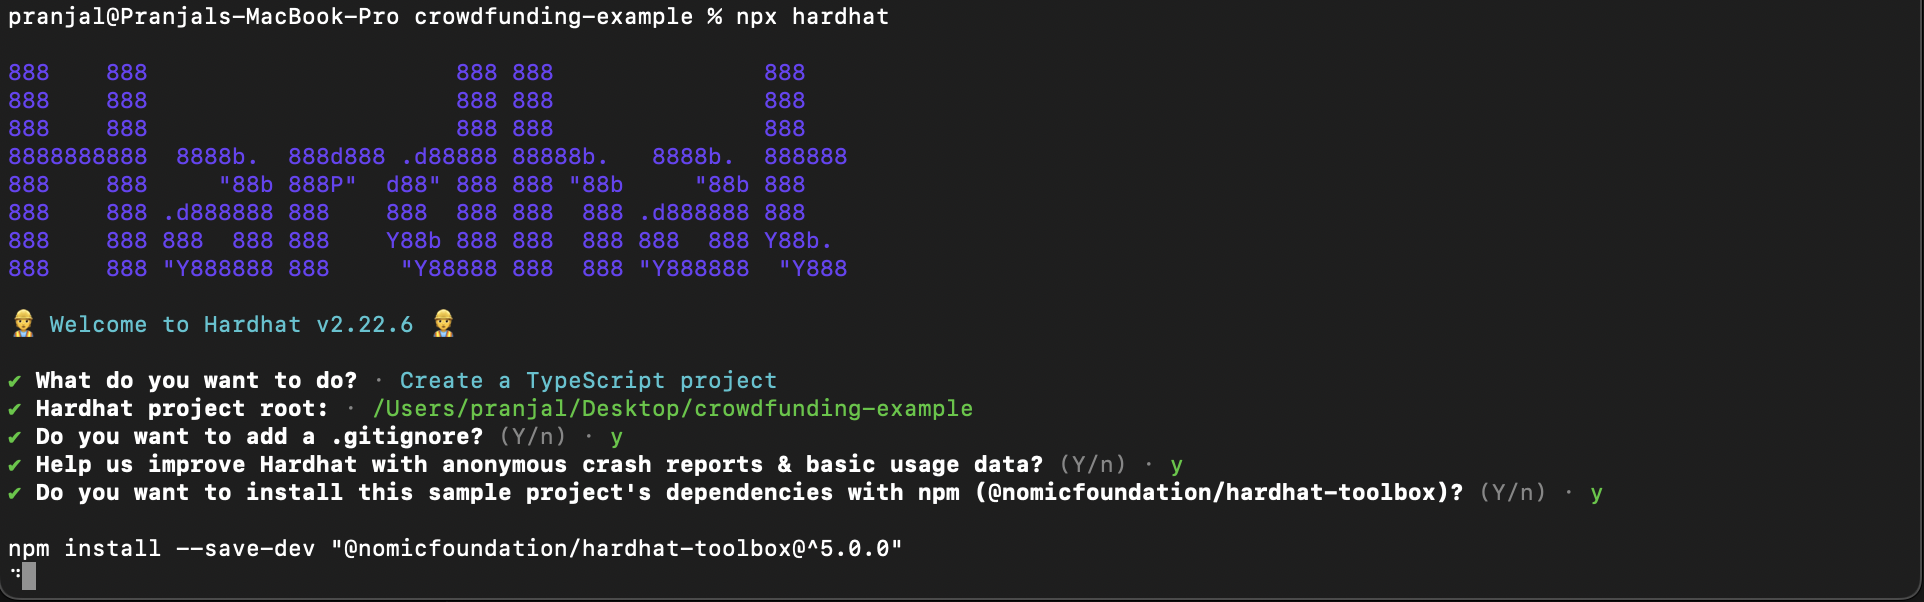 pranjal@Pranjals-MacBook-Pro crowdfunding-example % npx hardhat
888    888                      888 888               888
888    888                      888 888               888
888    888                      888 888               888
8888888888  8888b.  888d888 .d88888 88888b.   8888b.  888888
888    888     "88b 888P"  d88" 888 888 "88b     "88b 888
888    888 .d888888 888    888  888 888  888 .d888888 888
888    888 888  888 888    Y88b 888 888  888 888  888 Y88b.
888    888 "Y888888 888     "Y88888 888  888 "Y888888  "Y888
👷 Welcome to Hardhat v2.22.6 👷
✔ What do you want to do? · Create a TypeScript project
✔ Hardhat project root: · /Users/pranjal/Desktop/crowdfunding-example
✔ Do you want to add a .gitignore? (Y/n) · y
✔ Help us improve Hardhat with anonymous crash reports & basic usage data? (Y/n) · y
✔ Do you want to install this sample project's dependencies with npm (@nomicfoundation/hardhat-toolbox)? (Y/n) · y
npm install --save-dev "@nomicfoundation/hardhat-toolbox@^5.0.0"